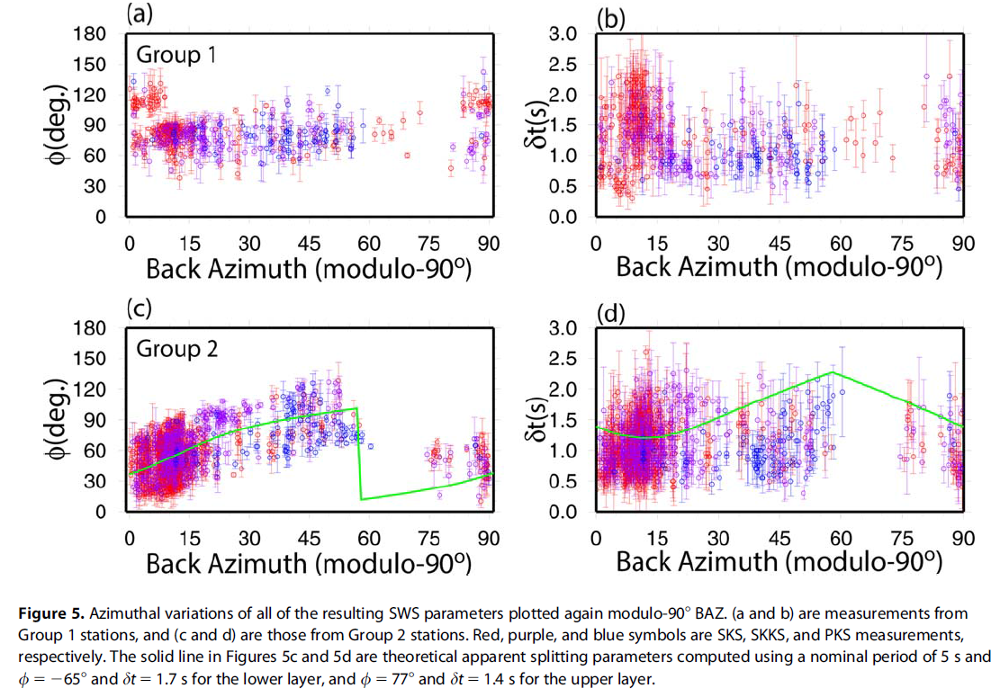 (a)
180
150
120
90
60
30
0
ϕ(deg.)
Group 1
0 15 30 45 60 75 90
Back Azimuth (modulo-90°)
(b)
3.0
2.5
2.0
1.5
1.0
0.5
0.0
δt(s)
0 15 30 45 60 75 90
Back Azimuth (modulo-90°)
(c)
180
150
120
90
60
30
0
ϕ(deg.)
Group 2
0 15 30 45 60 75 90
Back Azimuth (modulo-90°)
(d)
3.0
2.5
2.0
1.5
1.0
0.5
0.0
δt(s)
0 15 30 45 60 75 90
Back Azimuth (modulo-90°)
Figure 5. Azimuthal variations of all of the resulting SWS parameters plotted again modulo-90° BAZ. (a and b) are measurements from
Group 1 stations, and (c and d) are those from Group 2 stations. Red, purple, and blue symbols are SKS, SKKS, and PKS measurements,
respectively. The solid line in Figures 5c and 5d are theoretical apparent splitting parameters computed using a nominal period of 5 s and
ϕ = −65° and δt = 1.7 s for the lower layer, and ϕ = 77° and δt = 1.4 s for the upper layer.